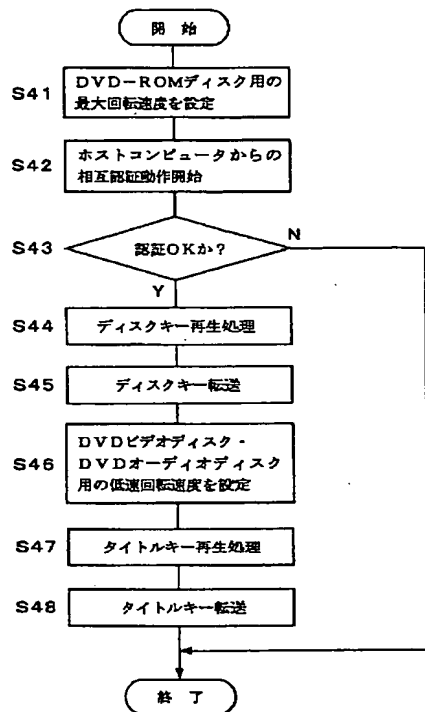 開 始
S41
DVD−ROMディスク用の
最大回転速度を設定
S42
ホストコンピュータからの
相互認証動作開始
S43
認証OKか?
N
Y
S44
ディスクキー再生処理
S45
ディスクキー転送
S46
DVDビデオディスク・
DVDオーディオディスク
用の低速回転速度を設定
S47
タイトルキー再生処理
S48
タイトルキー転送
終 了